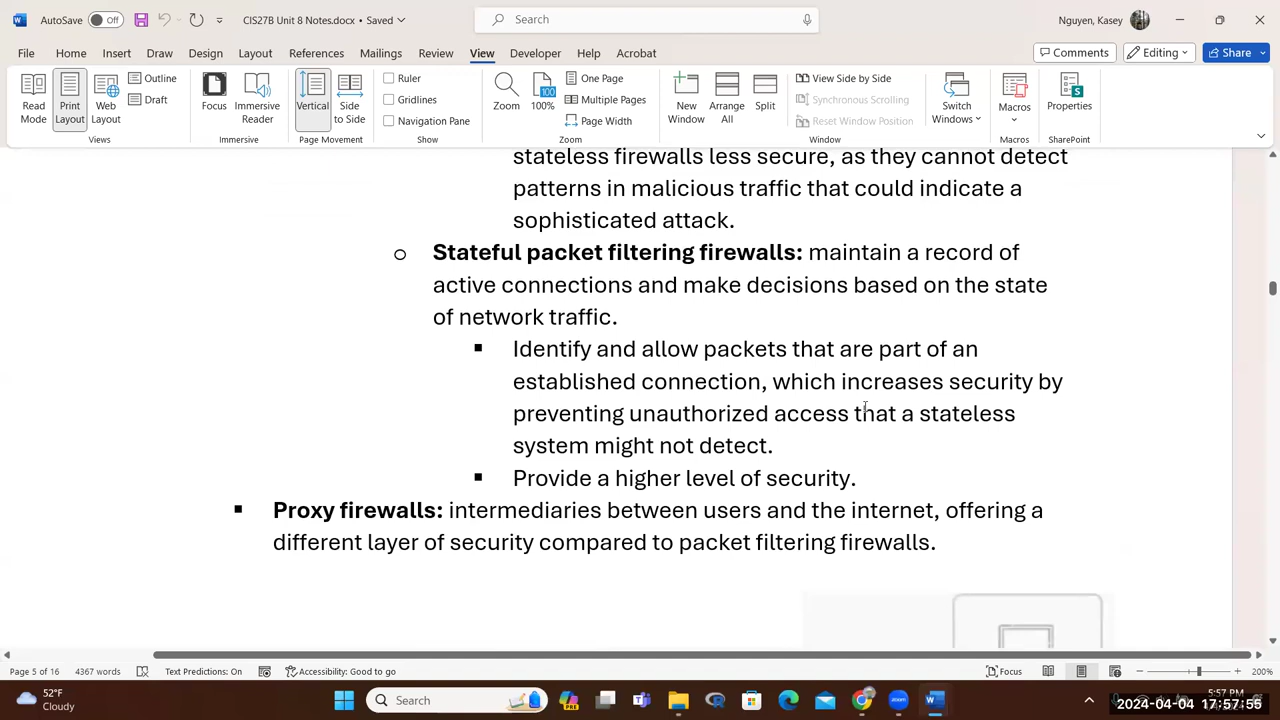 AutoSave Off CIS27B Unit 8 Notes.docx • Saved Search Nguyen, Kasey
File Home Insert Draw Design Layout References Mailings Review View Developer Help Acrobat Comments Editing Share
Read Mode
Print Layout
Web Layout
Outline
Draft
Views
Focus
Immersive Reader
Immersive
Vertical
Side to Side
Page Movement
Ruler
Gridlines
Navigation Pane
Show
Zoom
100
100%
One Page
Multiple Pages
Page Width
Zoom
New Window
Arrange All
Split
View Side by Side
Synchronous Scrolling
Reset Window Position
Window
Switch Windows
Macros
Macros
Properties
SharePoint
stateless firewalls less secure, as they cannot detect
patterns in malicious traffic that could indicate a
sophisticated attack.
o Stateful packet filtering firewalls: maintain a record of
active connections and make decisions based on the state
of network traffic.
▪ Identify and allow packets that are part of an
established connection, which increases security by
preventing unauthorized access that a stateless
system might not detect.
▪ Provide a higher level of security.
▪ Proxy firewalls: intermediaries between users and the internet, offering a
different layer of security compared to packet filtering firewalls.
Page 5 of 16 4367 words Text Predictions: On Accessibility: Good to go Focus 200%
52°F
Cloudy
Search
PRE
zoom
5:57 PM
2024-04-04 17:57:55